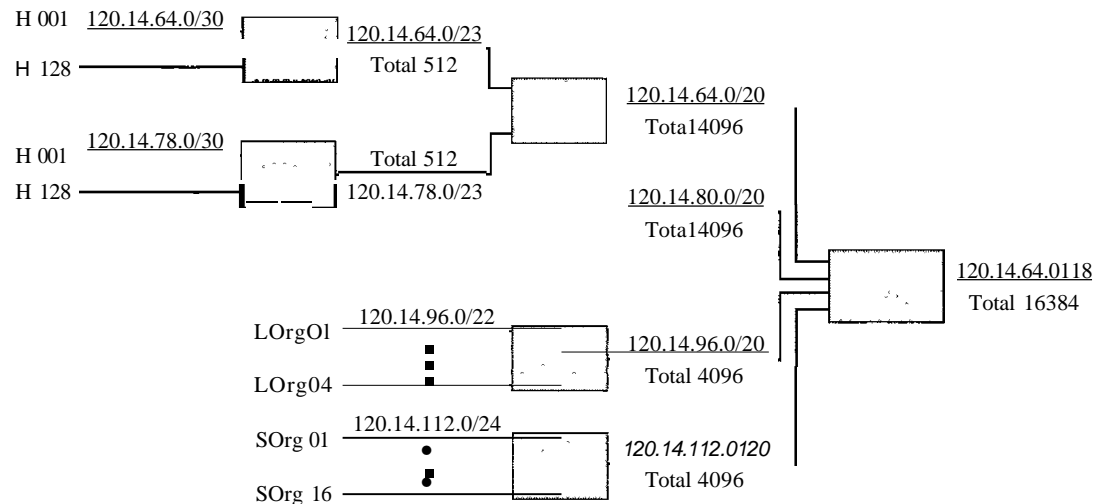 H 001 120.14.64.0/30
120.14.64.0/23
H 128
Total 512
120.14.64.0/20
Tota14096
120.14.78.0/30
H 001
Total 512
H 128
120.14.78.0/23
120.14.80.0/20
Tota14096
120.14.64.0118
Total 16384
120.14.96.0/22
LOrgOl
120.14.96.0/20
Total 4096
LOrg04
120.14.112.0/24
SOrg 01
120.14.112.0120
Total 4096
SOrg 16